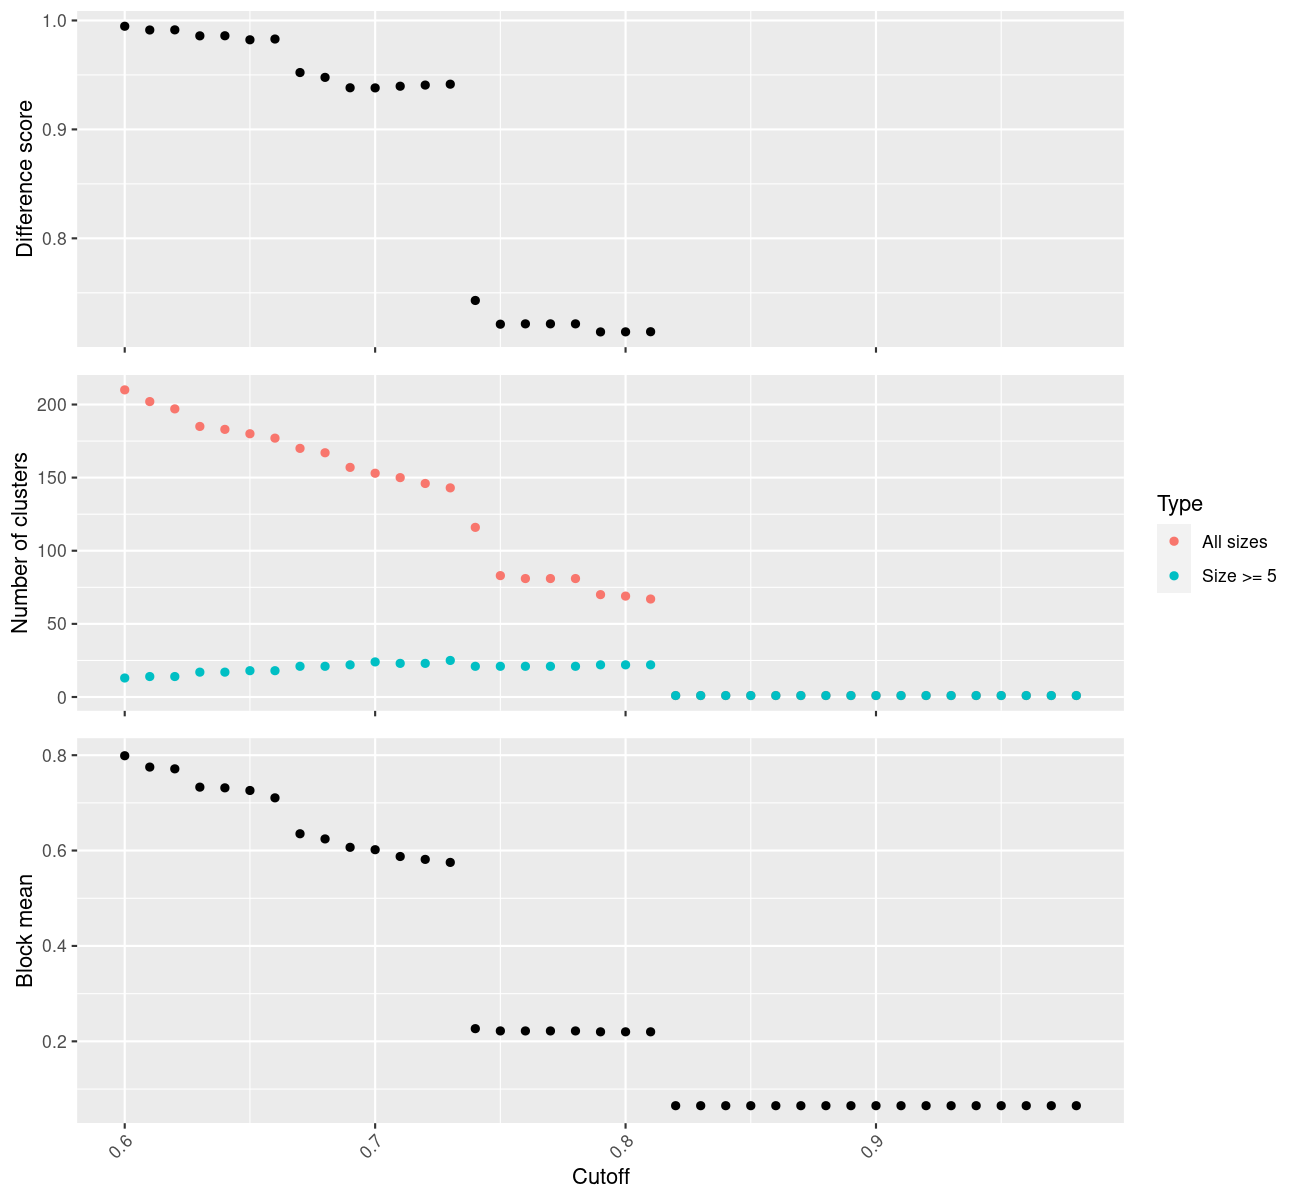 Difference score
1.0
0.9
0.8
Number of clusters
200
150
100
50
0
Type
All sizes
Size >= 5
Block mean
0.8
0.6
0.4
0.2
0.6
0.7
0.8
0.9
Cutoff